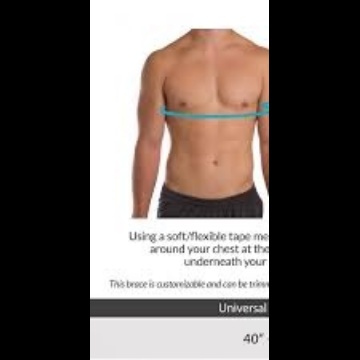 Using a soft/flexible tape me
around your chest at the
underneath your
This brace is customizable and can be trimm
Universal
40"